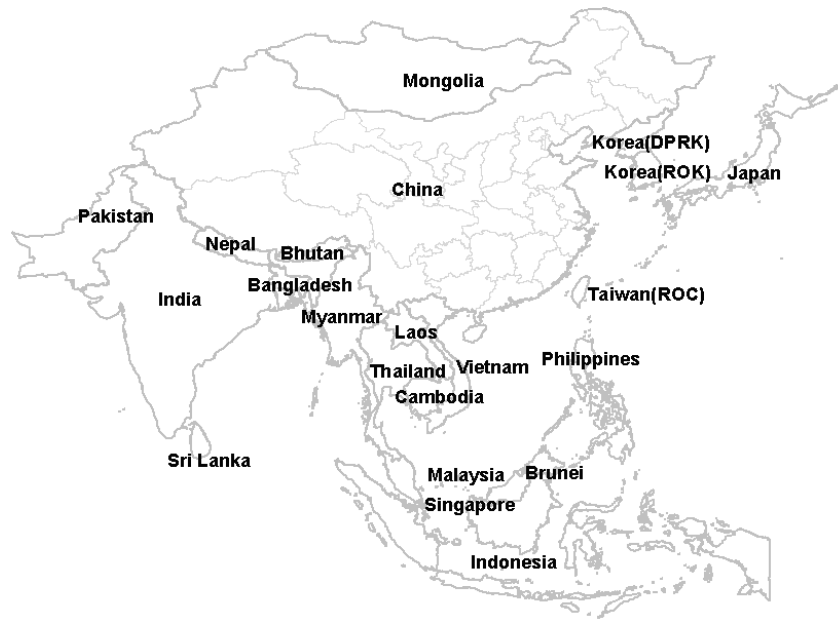 Mongolia
Korea(DPRK)
Korea(ROK)
Japan
China
Pakistan
Nepal
Bhutan
Bangladesh
India
Taiwan(ROC)
Myanmar
Laos
Philippines
Vietnam
Thailand
Cambodia
Sri Lanka
Malaysia
Brunei
Singapore
Indonesia